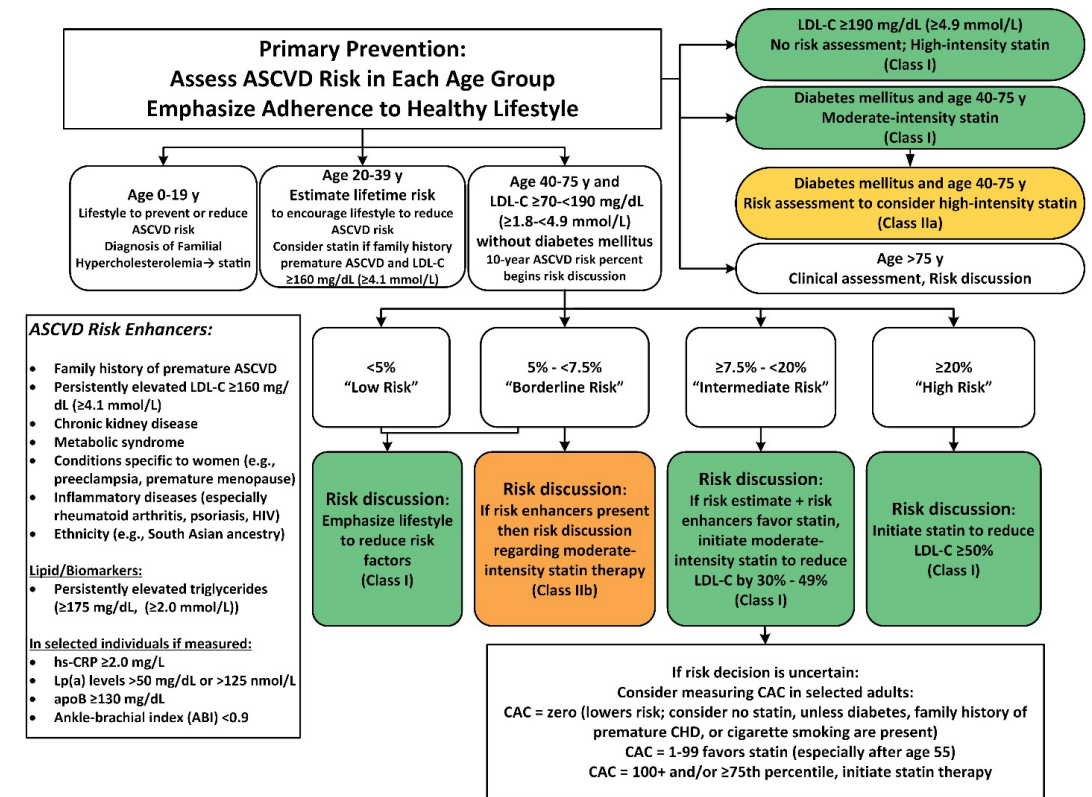 Primary Prevention:
Assess ASCVD Risk in Each Age Group
Emphasize Adherence to Healthy Lifestyle
LDL-C ≥190 mg/dL (≥4.9 mmol/L)
No risk assessment; High-intensity statin
(Class I)
Diabetes mellitus and age 40-75 y
Moderate-intensity statin
(Class I)
Diabetes mellitus and age 40-75 y
Risk assessment to consider high-intensity statin
(Class IIa)
Age >75 y
Clinical assessment, Risk discussion
Age 0-19 y
Lifestyle to prevent or reduce
ASCVD risk
Diagnosis of Familial
Hypercholesterolemia→ statin
Age 20-39 y
Estimate lifetime risk
to encourage lifestyle to reduce
ASCVD risk
Consider statin if family history
premature ASCVD and LDL-C
≥160 mg/dL (≥4.1 mmol/L)
Age 40-75 y and
LDL-C ≥70-<190 mg/dL
(≥1.8-<4.9 mmol/L)
without diabetes mellitus
10-year ASCVD risk percent
begins risk discussion
<5%
“Low Risk”
5% - <7.5%
“Borderline Risk”
≥7.5% - <20%
“Intermediate Risk”
≥20%
“High Risk”
Risk discussion:
Emphasize lifestyle
to reduce risk
factors
(Class I)
Risk discussion:
If risk enhancers present
then risk discussion
regarding moderate-
intensity statin therapy
(Class IIb)
Risk discussion:
If risk estimate + risk
enhancers favor statin,
initiate moderate-
intensity statin to reduce
LDL-C by 30% - 49%
(Class I)
Risk discussion:
Initiate statin to reduce
LDL-C ≥50%
(Class I)
ASCVD Risk Enhancers:
• Family history of premature ASCVD
• Persistently elevated LDL-C ≥160 mg/
dL (≥4.1 mmol/L)
• Chronic kidney disease
• Metabolic syndrome
• Conditions specific to women (e.g.,
preeclampsia, premature menopause)
• Inflammatory diseases (especially
rheumatoid arthritis, psoriasis, HIV)
• Ethnicity (e.g., South Asian ancestry)
Lipid/Biomarkers:
• Persistently elevated triglycerides
(≥175 mg/dL, (≥2.0 mmol/L))
In selected individuals if measured:
• hs-CRP ≥2.0 mg/L
• Lp(a) levels >50 mg/dL or >125 nmol/L
• apoB ≥130 mg/dL
• Ankle-brachial index (ABI) <0.9
If risk decision is uncertain:
Consider measuring CAC in selected adults:
CAC = zero (lowers risk; consider no statin, unless diabetes, family history of
premature CHD, or cigarette smoking are present)
CAC = 1-99 favors statin (especially after age 55)
CAC = 100+ and/or ≥75th percentile, initiate statin therapy